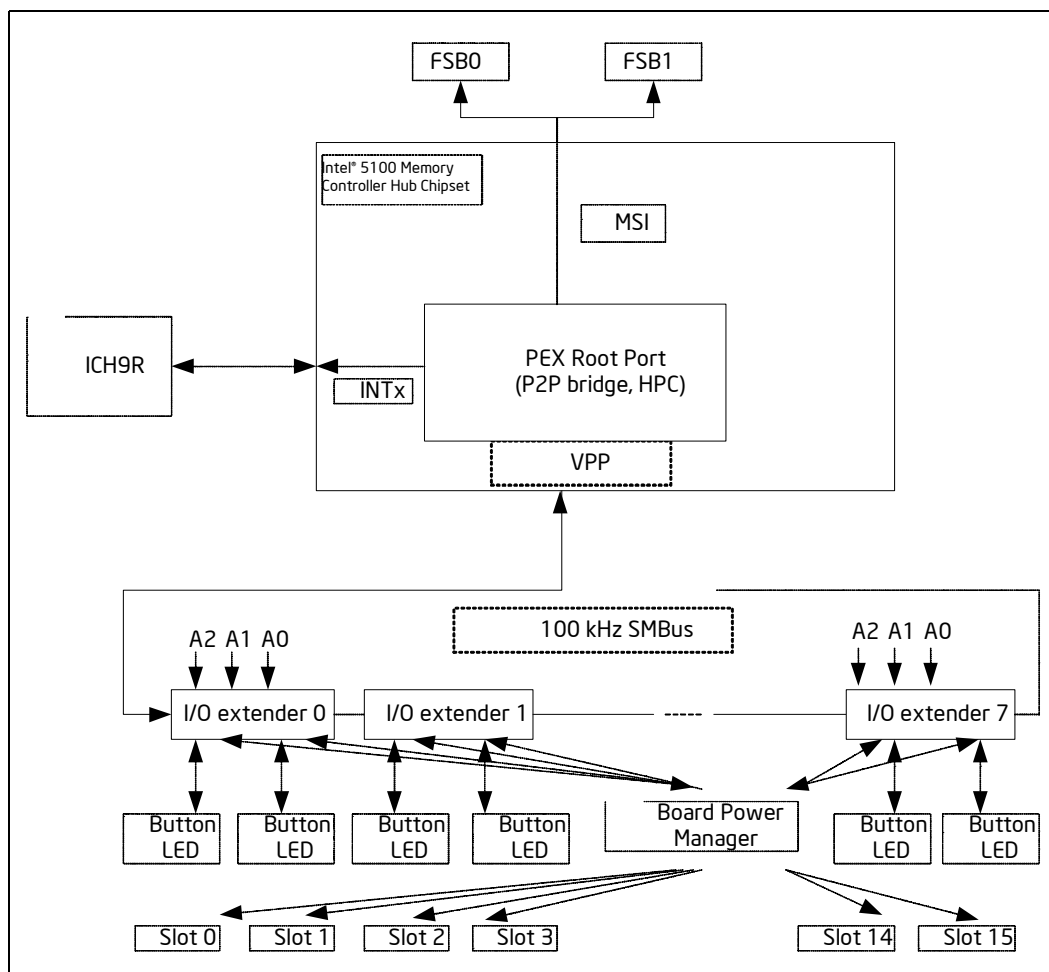 FSB0
FSB1
Intel® 5100 Memory
Controller Hub Chipset
MSI
ICH9R
INTx
PEX Root Port
(P2P bridge, HPC)
VPP
100 kHz SMBus
A2 A1 A0
A2 A1 A0
I/O extender 0
I/O extender 1
I/O extender 7
Button
LED
Button
LED
Button
LED
Button
LED
Board Power
Manager
Button
LED
Button
LED
Slot 0
Slot 1
Slot 2
Slot 3
Slot 14
Slot 15